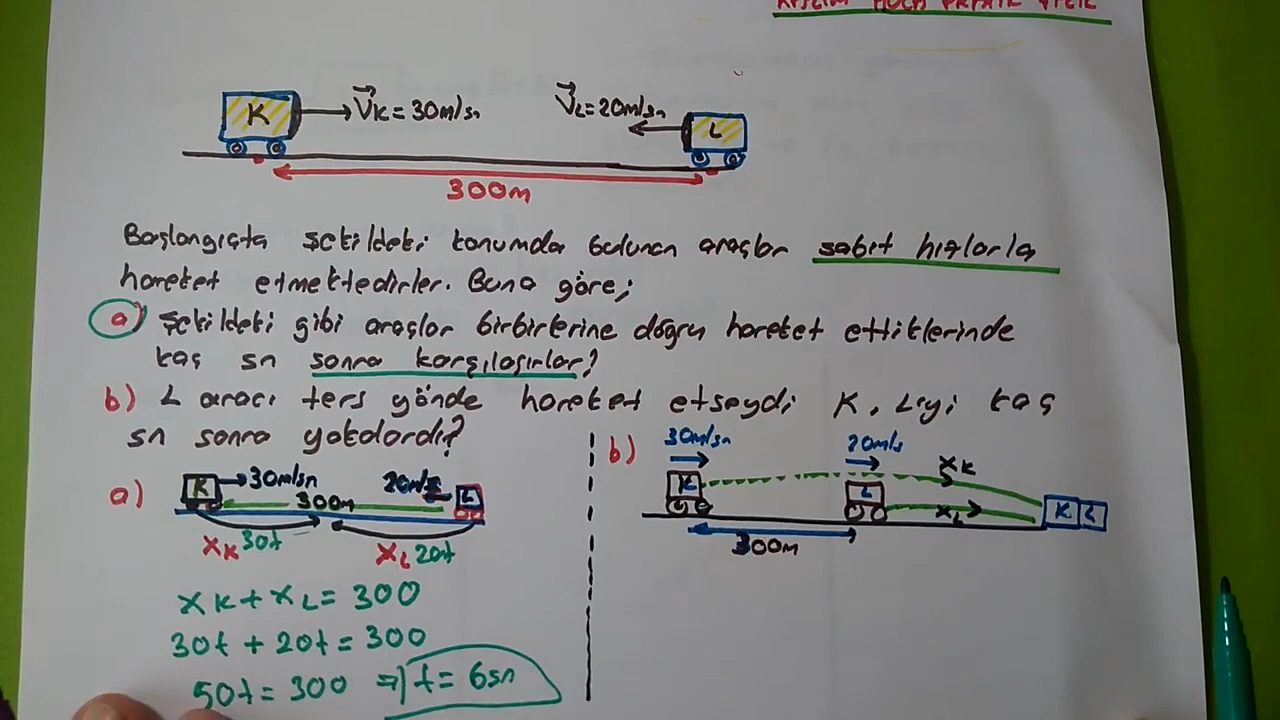 K
V⃗K = 30m/sn
V⃗L = 20m/sn
L
300m
Başlangıçta şekildeki konumda bulunan araçlar sabit hızlarla
hareket etmektedirler. Buna göre;
a) Şekildeki gibi araçlar birbirlerine doğru hareket ettiklerinde
kaç sn sonra karşılaşırlar?
b) L aracı ters yönde hareket etseydi K, L'yi kaç
sn sonra yakalardı?
a)
K
30m/sn
300m
20m/s
L
xK 30t
xL 20t
xK + xL = 300
30t + 20t = 300
50t = 300 ⇒ t = 6sn
b)
30m/sn
20m/s
xK
K
L
xL
K L
300m